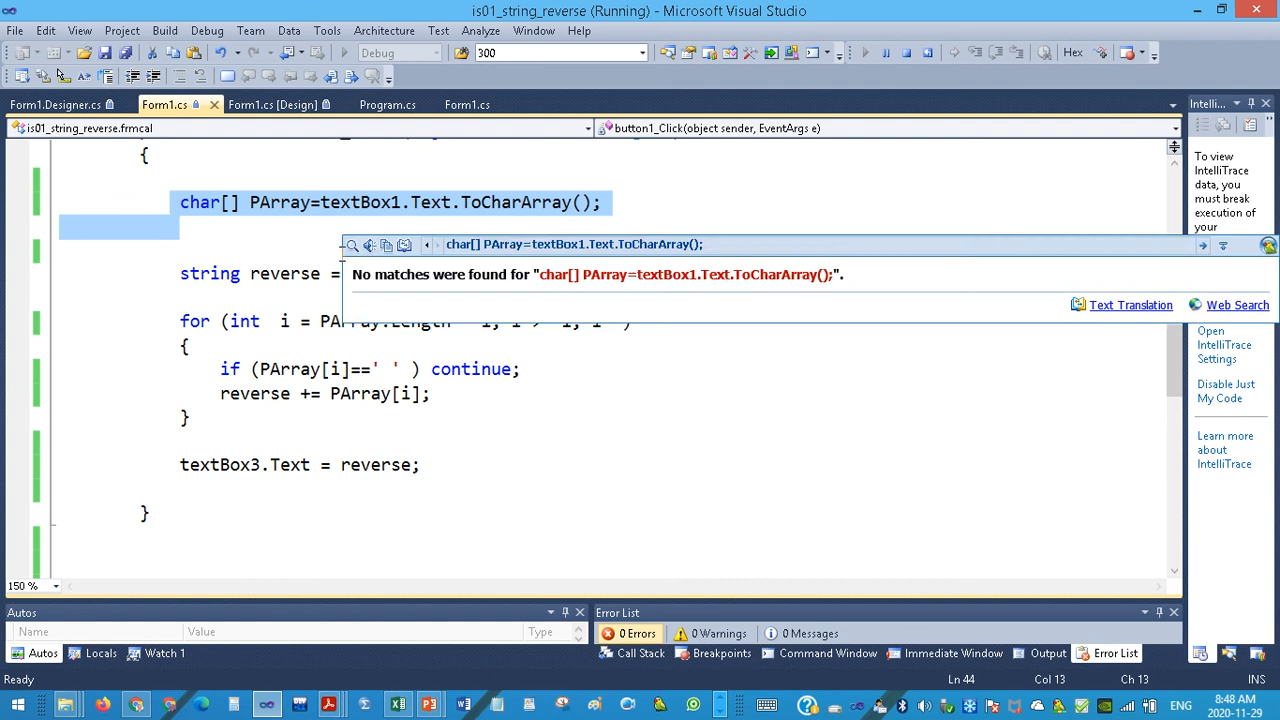 is01_string_reverse (Running) - Microsoft Visual Studio
File Edit View Project Build Debug Team Data Tools Architecture Test Analyze Window Help
Debug 300 Hex
Form1.Designer.cs Form1.cs Form1.cs [Design] Program.cs Form1.cs
is01_string_reverse.frmcal button1_Click(object sender, EventArgs e)
{
char[] PArray=textBox1.Text.ToCharArray();
char[] PArray=textBox1.Text.ToCharArray();
No matches were found for "char[] PArray=textBox1.Text.ToCharArray();".
Text Translation Web Search
string reverse =
for (int i = PArray.Length
{
if (PArray[i]==' ' ) continue;
reverse += PArray[i];
}
textBox3.Text = reverse;
}
150 %
Intelli...
To view
IntelliTrace
data, you
must break
execution of
your
Open
IntelliTrace
Settings
Disable Just
My Code
Learn more
about
IntelliTrace
Autos
Name Value Type
Autos Locals Watch 1
Error List
0 Errors 0 Warnings 0 Messages
Call Stack Breakpoints Command Window Immediate Window Output Error List
Ready Ln 44 Col 13 Ch 13 INS
ENG
8:48 AM
2020-11-29